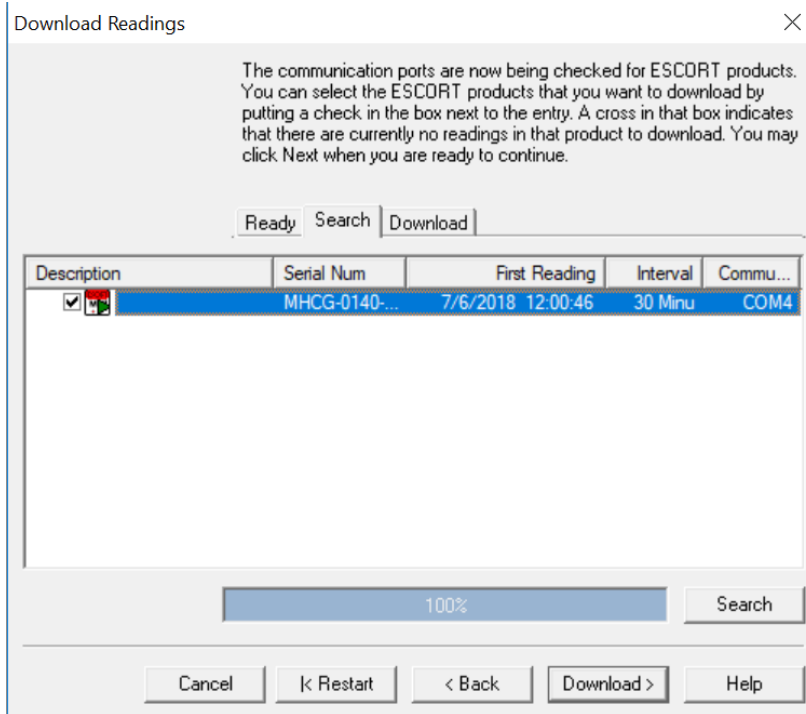 Download Readings
The communication ports are now being checked for ESCORT products.
You can select the ESCORT products that you want to download by
putting a check in the box next to the entry. A cross in that box indicates
that there are currently no readings in that product to download. You may
click Next when you are ready to continue.
Ready Search Download
Description Serial Num First Reading Interval Commu...
MHCG-0140-... 7/6/2018 12:00:46 30 Minu COM4
100% Search
Cancel |< Restart < Back Download > Help